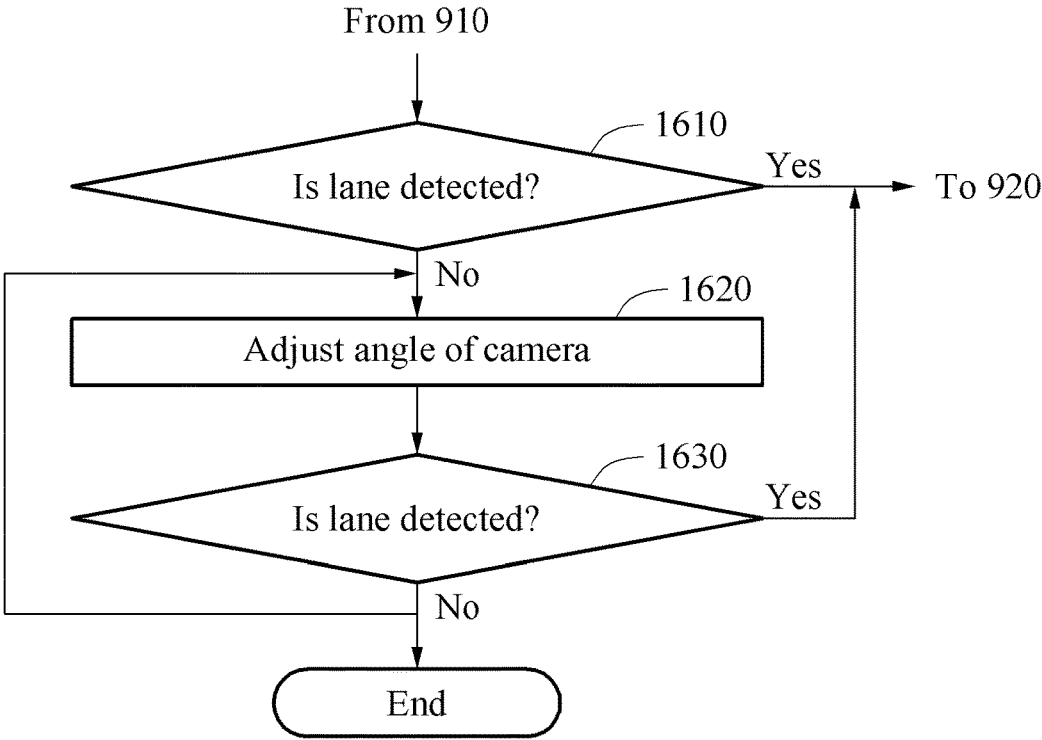 From 910
1610
Is lane detected?
Yes
To 920
No
1620
Adjust angle of camera
1630
Is lane detected?
Yes
No
End